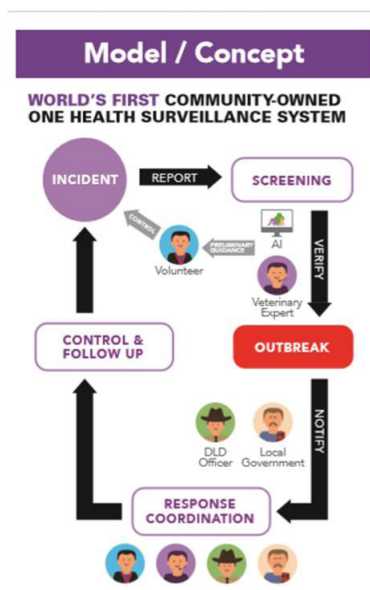 Model / Concept
WORLD'S FIRST COMMUNITY-OWNED
ONE HEALTH SURVEILLANCE SYSTEM
INCIDENT
REPORT
SCREENING
CONTROL
PRELIMINARY
GUIDANCE
AI
VERIFY
Volunteer
Veterinary
Expert
CONTROL &
FOLLOW UP
OUTBREAK
NOTIFY
DLD
Officer
Local
Government
RESPONSE
COORDINATION